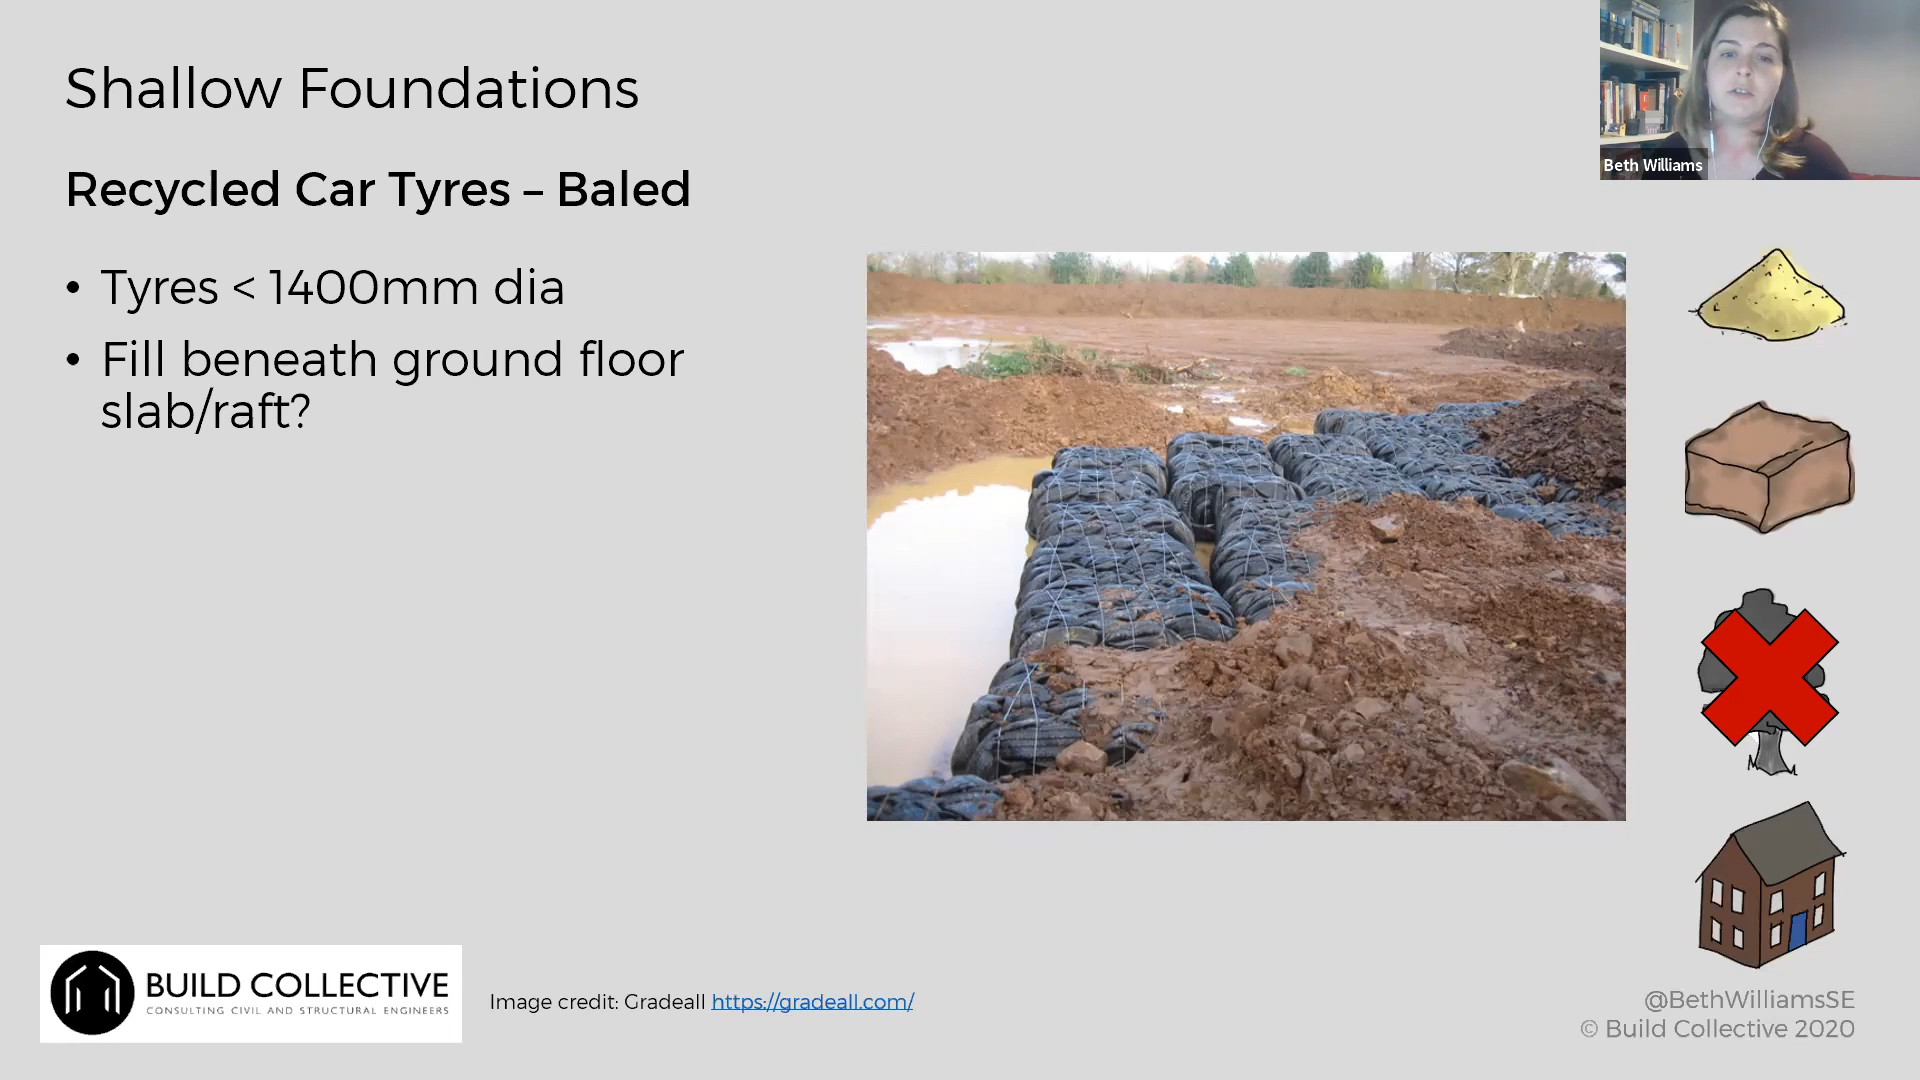 Shallow Foundations
Recycled Car Tyres – Baled
• Tyres < 1400mm dia
• Fill beneath ground floor
slab/raft?
Beth Williams
BUILD COLLECTIVE
CONSULTING CIVIL AND STRUCTURAL ENGINEERS
Image credit: Gradeall https://gradeall.com/
@BethWilliamsSE
© Build Collective 2020